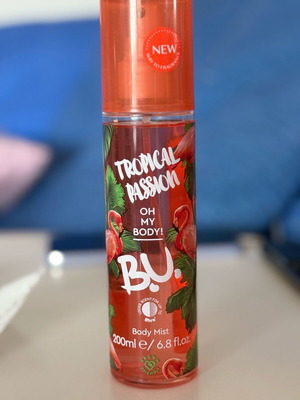 NEW
TROPICAL
PASSION
OH
MY
BODY!
B.U.
Body Mist
200ml e / 6.8 fl.oz.